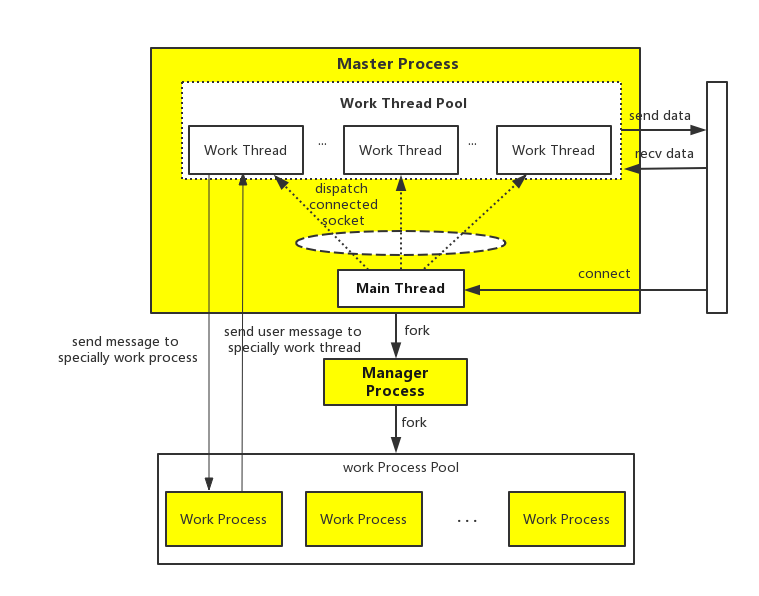 Master Process
Work Thread Pool
send data
Work Thread
...
Work Thread
...
Work Thread
recv data
dispatch
connected
socket
connect
Main Thread
send message to
specially work process
send user message to
specially work thread
fork
Manager
Process
fork
work Process Pool
Work Process
Work Process
...
Work Process